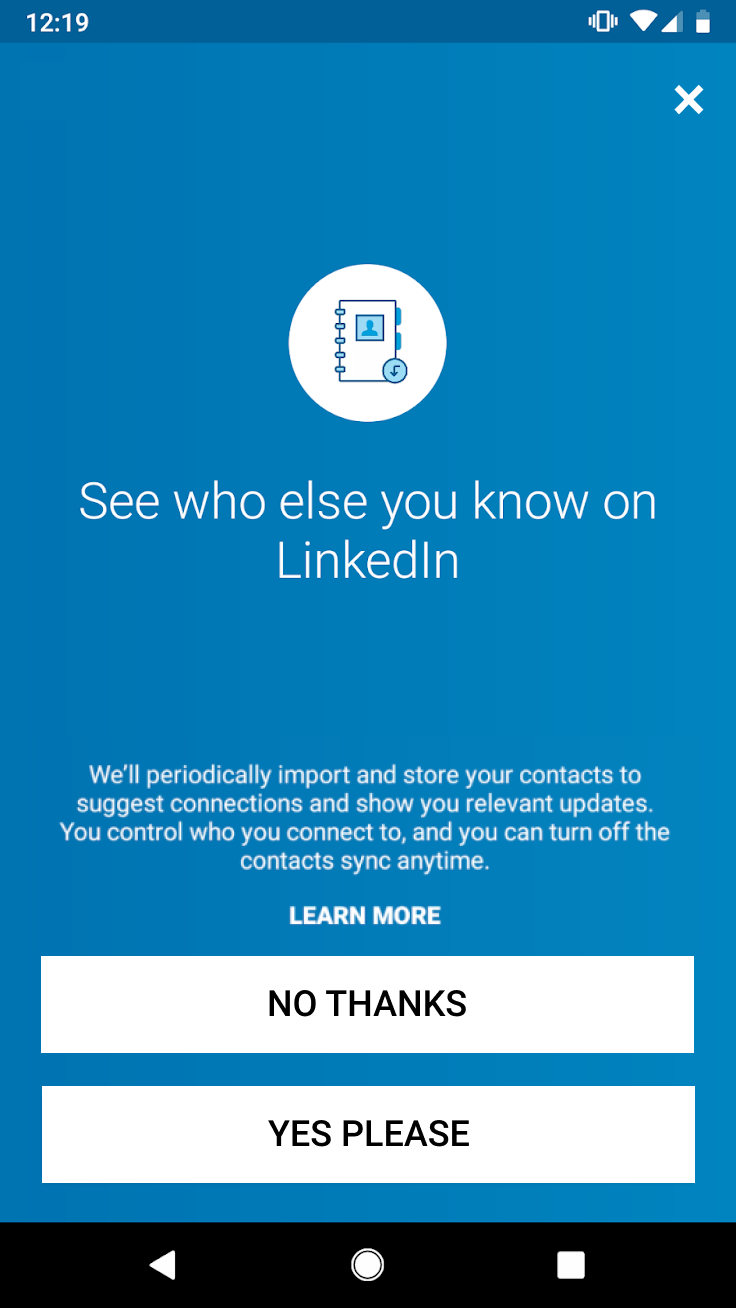 12:19
See who else you know on
LinkedIn
We’ll periodically import and store your contacts to
suggest connections and show you relevant updates.
You control who you connect to, and you can turn off the
contacts sync anytime.
LEARN MORE
NO THANKS
YES PLEASE